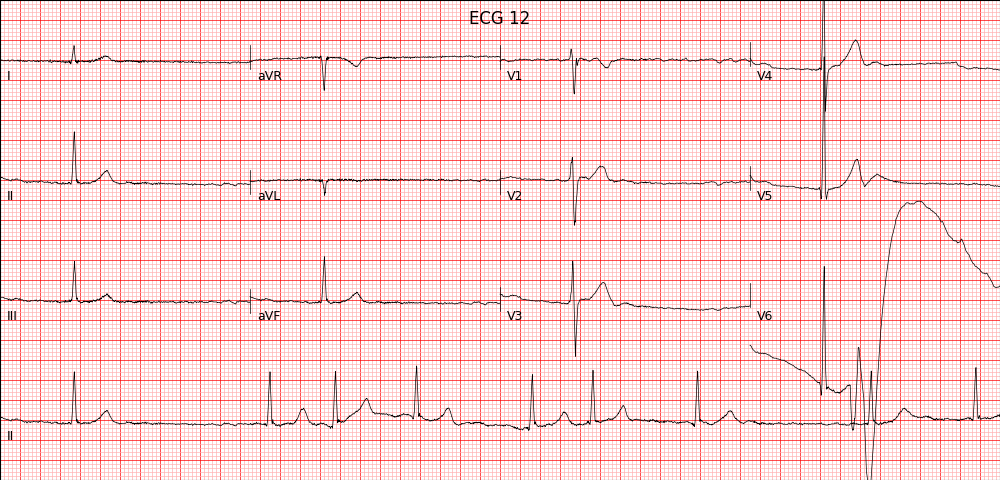 ECG 12
I aVR V1 V4
II aVL V2 V5
III aVF V3 V6
II